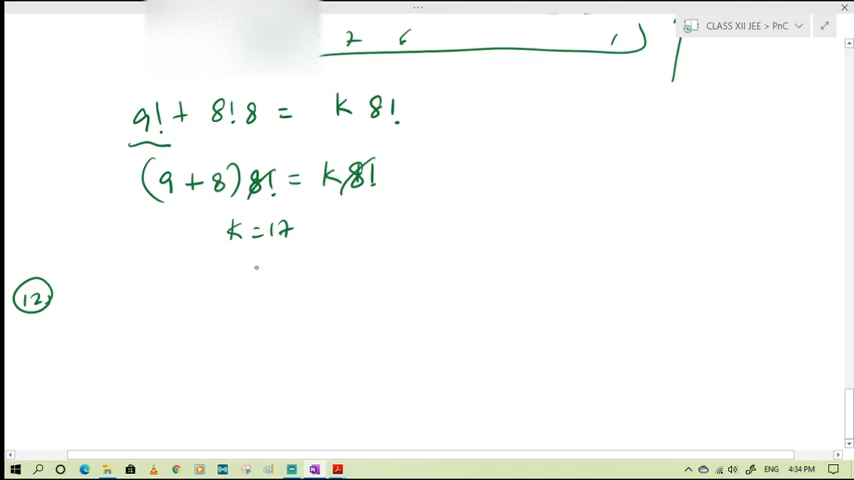 ...
CLASS XII JEE > PnC
7 6 1
9! + 8! 8 = k 8!
(9 + 8) 8! = k 8!
k = 17
12
ENG 4:34 PM